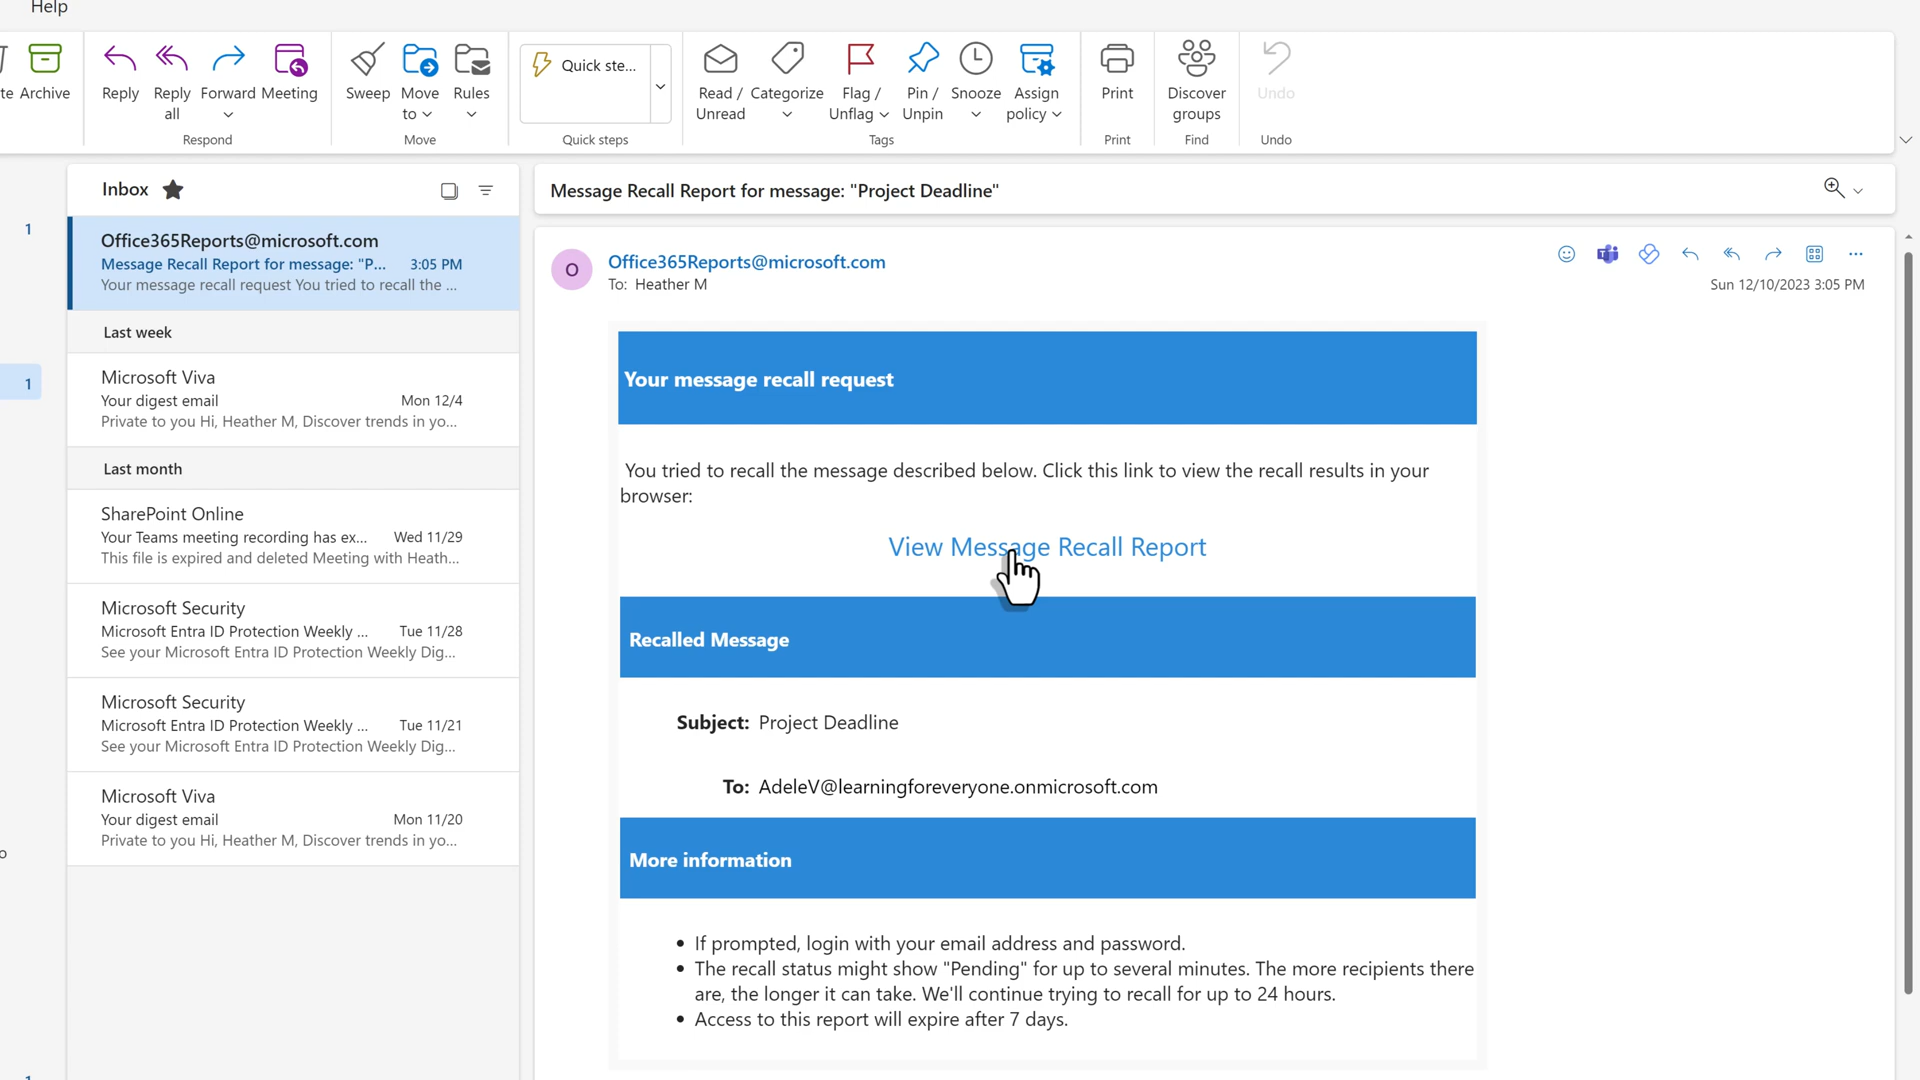 Help
te Archive
Reply
Reply all
Forward
Meeting
Respond
Sweep
Move to
Rules
Move
Quick ste...
Quick steps
Read / Unread
Categorize
Flag / Unflag
Pin / Unpin
Snooze
Assign policy
Tags
Print
Print
Discover groups
Find
Undo
Undo
1
1
Inbox
Office365Reports@microsoft.com
Message Recall Report for message: "P... 3:05 PM
Your message recall request You tried to recall the ...
Last week
Microsoft Viva
Your digest email Mon 12/4
Private to you Hi, Heather M, Discover trends in yo...
Last month
SharePoint Online
Your Teams meeting recording has ex... Wed 11/29
This file is expired and deleted Meeting with Heath...
Microsoft Security
Microsoft Entra ID Protection Weekly ... Tue 11/28
See your Microsoft Entra ID Protection Weekly Dig...
Microsoft Security
Microsoft Entra ID Protection Weekly ... Tue 11/21
See your Microsoft Entra ID Protection Weekly Dig...
Microsoft Viva
Your digest email Mon 11/20
Private to you Hi, Heather M, Discover trends in yo...
Message Recall Report for message: "Project Deadline"
O
Office365Reports@microsoft.com
To: Heather M
Sun 12/10/2023 3:05 PM
Your message recall request
You tried to recall the message described below. Click this link to view the recall results in your
browser:
View Message Recall Report
Recalled Message
Subject: Project Deadline
To: AdeleV@learningforeveryone.onmicrosoft.com
More information
• If prompted, login with your email address and password.
• The recall status might show "Pending" for up to several minutes. The more recipients there
are, the longer it can take. We'll continue trying to recall for up to 24 hours.
• Access to this report will expire after 7 days.